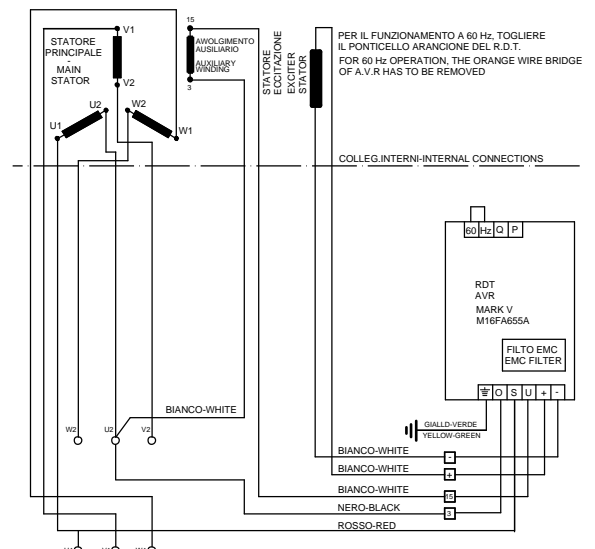 15
V1
STATORE
PRINCIPALE
-
MAIN
STATOR
AWOLGIMENTO
AUSILIARIO
AUXILIARY
WINDING
3
STATORE
ECCITAZIONE
EXCITER
STATOR
PER IL FUNZIONAMENTO A 60 Hz, TOGLIERE
IL PONTICELLO ARANCIONE DEL R.D.T.
FOR 60 Hz OPERATION, THE ORANGE WIRE BRIDGE
OF A.V.R HAS TO BE REMOVED
V2
U2
W2
U1
W1
COLLEG.INTERNI-INTERNAL CONNECTIONS
60 Hz Q P
RDT
AVR
MARK V
M16FA655A
FILTO EMC
EMC FILTER
O S U + -
BIANCO-WHITE
GIALLD-VERDE
YELLOW-GREEN
W2 U2 V2
BIANCO-WHITE -
BIANCO-WHITE +
BIANCO-WHITE 15
NERO-BLACK 3
ROSSO-RED